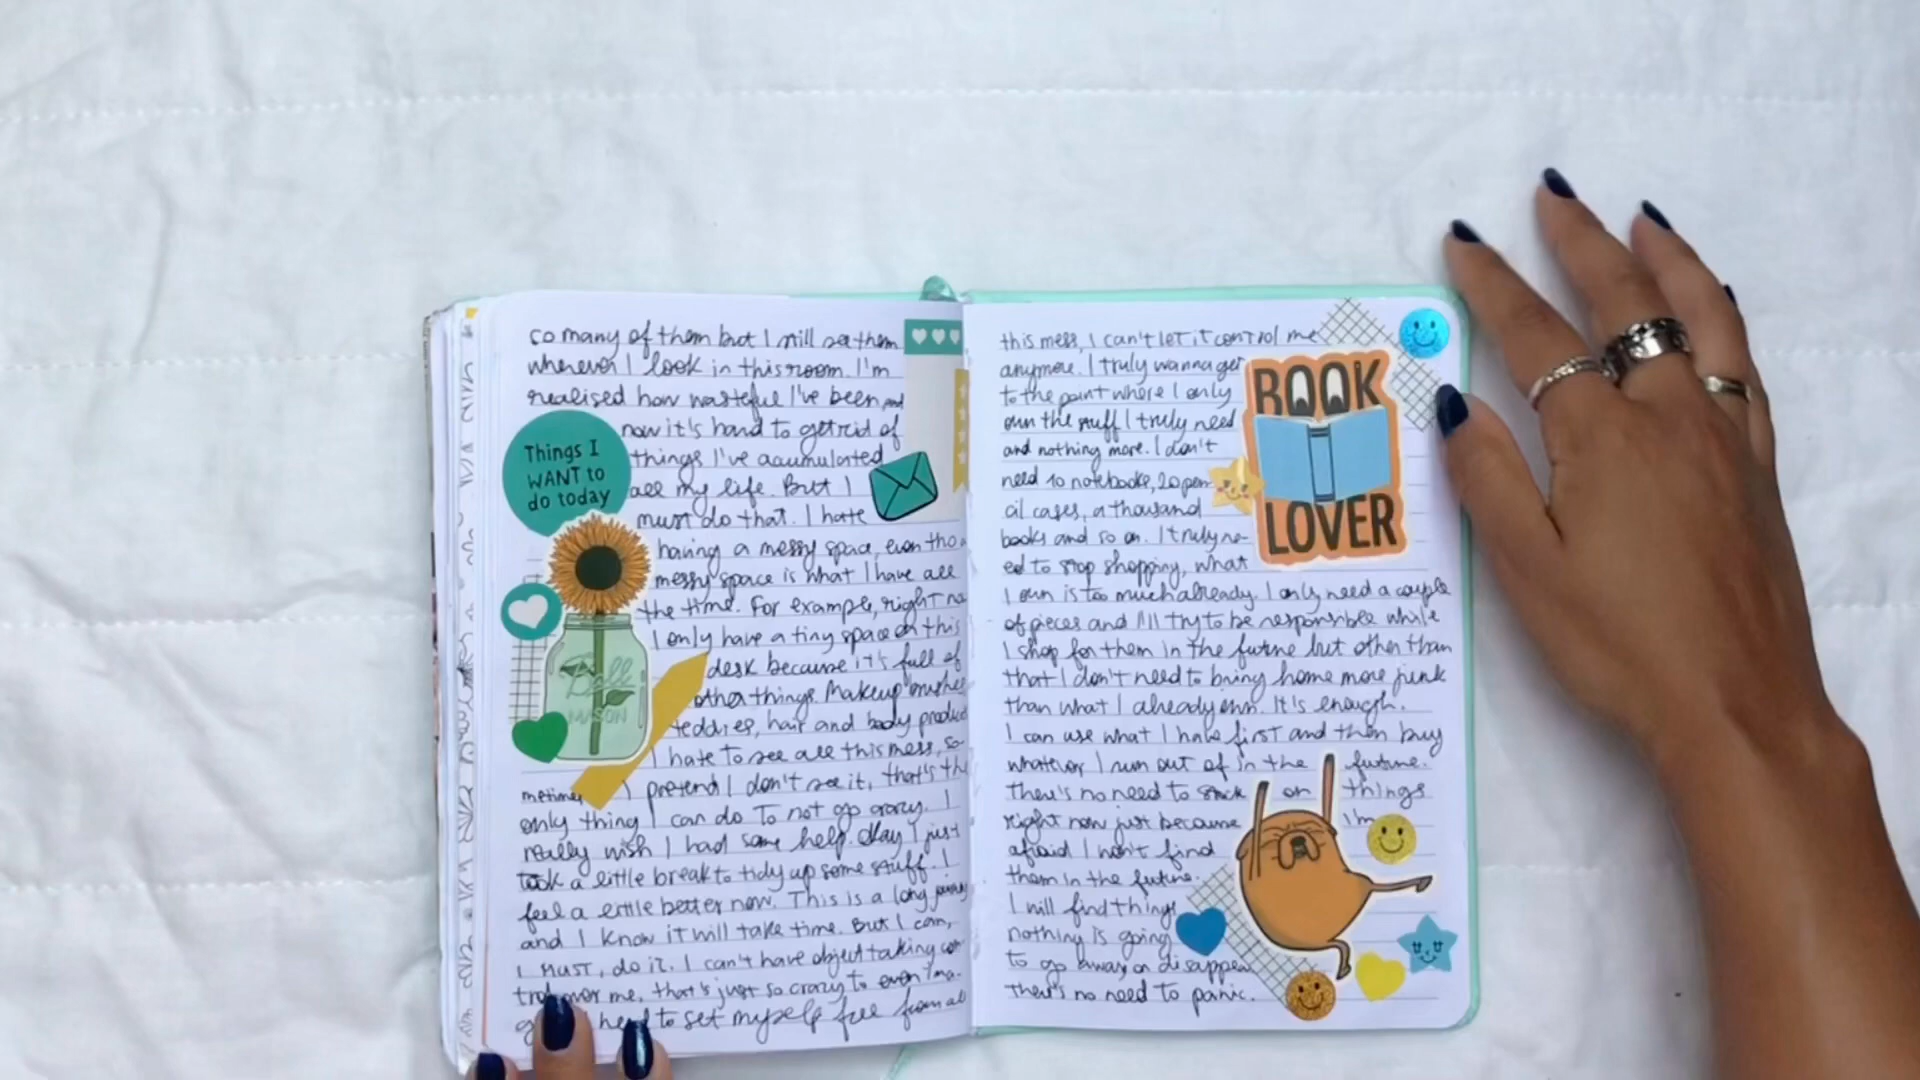 so many of them but I still see them
wherever I look in this room. I'm
realised how wasteful I've been, and
now it's hard to get rid of
things I've accumulated
all my life. But I
must do that. I hate
having a messy space, even tho a
messy space is what I have all
the time. For example, right no
I only have a tiny space on this
desk because it's full of
other things. Makeup brushes
teddies, hair and body product
I hate to see all this mess, so
metimes I pretend I don't see it, that's the
only thing I can do to not go crazy. I
really wish I had some help. Okay I just
took a little break to tidy up some stuff. I
feel a little better now. This is a long journey
and I know it will take time. But I can,
I MUST, do it. I can't have object taking con
trol over me, that's just so crazy to even
need to set myself free from all
Things I
WANT to
do today
Ball
MASON
this mess, I can't let it control me
anymore. I truly wanna get
to the point where I only
own the stuff I truly need
and nothing more. I don't
need 10 notebooks, 20 pen
cil cases, a thousand
books and so on. I truly ne-
ed to stop shopping, what
I own is too much already. I only need a couple
of pieces and I'll try to be responsible while
I shop for them in the future but other than
that I don't need to bring home more junk
than what I already own. It's enough.
I can use what I have first and then buy
whatever I run out of in the future.
There's no need to stock on things
right now just because I'm
afraid I won't find
them in the future.
I will find things
nothing is going
to go away or disappear
There's no need to panic.
BOOK
LOVER